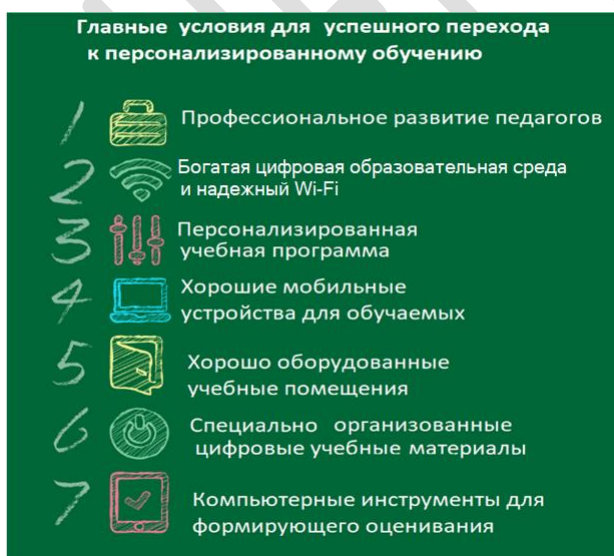 Главные условия для успешного перехода
к персонализированному обучению
1 Профессиональное развитие педагогов
2 Богатая цифровая образовательная среда
и надежный Wi-Fi
3 Персонализированная
учебная программа
4 Хорошие мобильные
устройства для обучаемых
5 Хорошо оборудованные
учебные помещения
6 Специально организованные
цифровые учебные материалы
7 Компьютерные инструменты для
формирующего оценивания